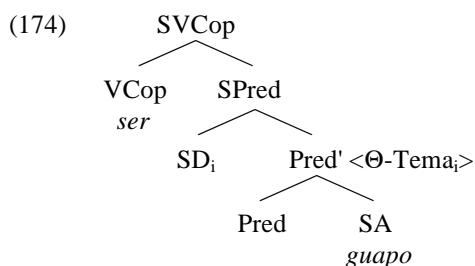 (174) SVCop
VCop SPred
ser
SDi Pred' <Θ-Temai>
Pred SA
guapo